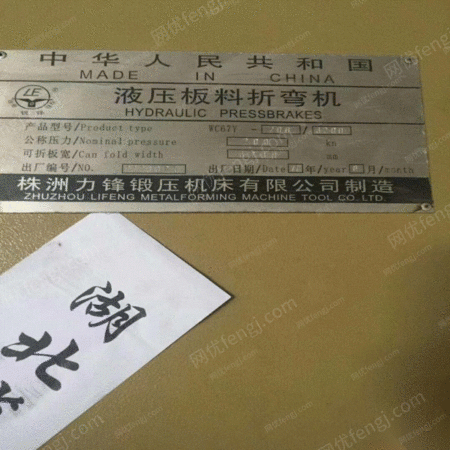 中华人民共和国
MADE IN CHINA
LE
液压板料折弯机
HYDRAULIC PRESSBRAKES
产品型号/Product type WC67Y-
公称压力/Nominal pressure kn
可折板宽/Can fold width mm
出厂编号/NO. 出厂日期/Date 年/year 月/month
株洲力锋锻压机床有限公司制造
ZHUZHOU LIFENG METALFORMING MACHINE TOOL CO.LTD.
湖北
网优fengj.com